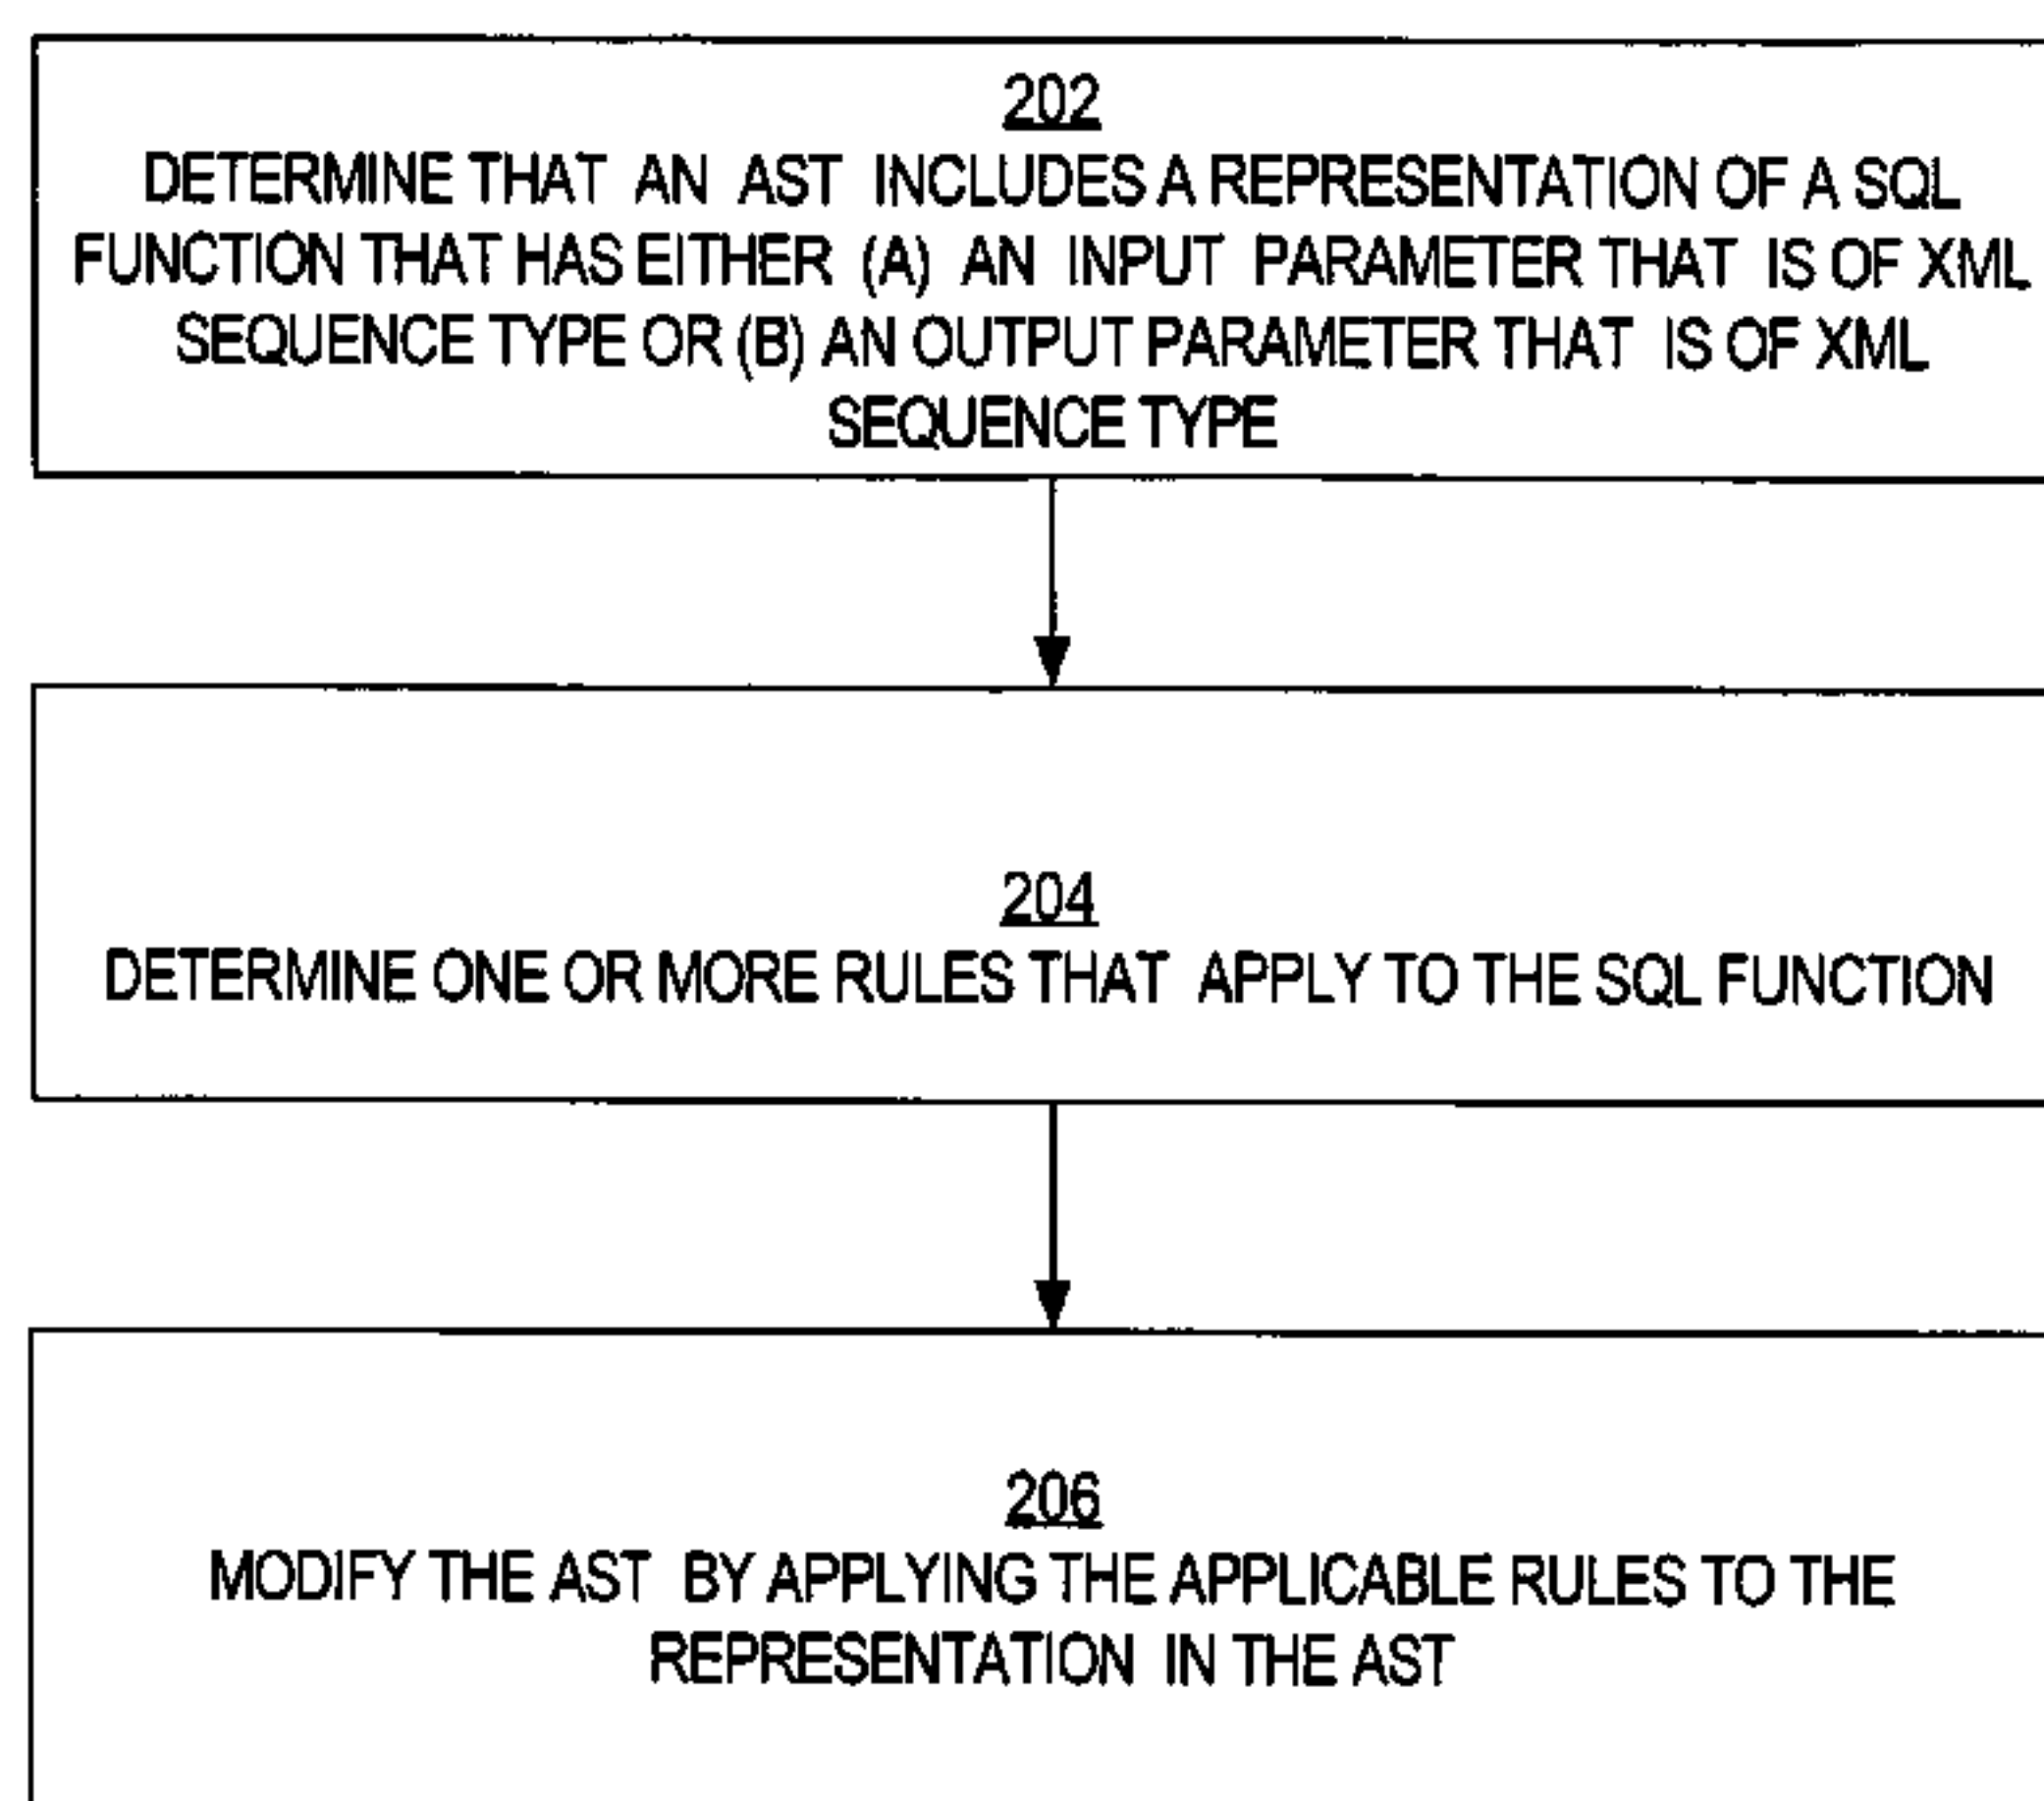 202
DETERMINE THAT AN AST INCLUDES A REPRESENTATION OF A SQL
FUNCTION THAT HAS EITHER (A) AN INPUT PARAMETER THAT IS OF XML
SEQUENCE TYPE OR (B) AN OUTPUT PARAMETER THAT IS OF XML
SEQUENCE TYPE
204
DETERMINE ONE OR MORE RULES THAT APPLY TO THE SQL FUNCTION
206
MODIFY THE AST BY APPLYING THE APPLICABLE RULES TO THE
REPRESENTATION IN THE AST